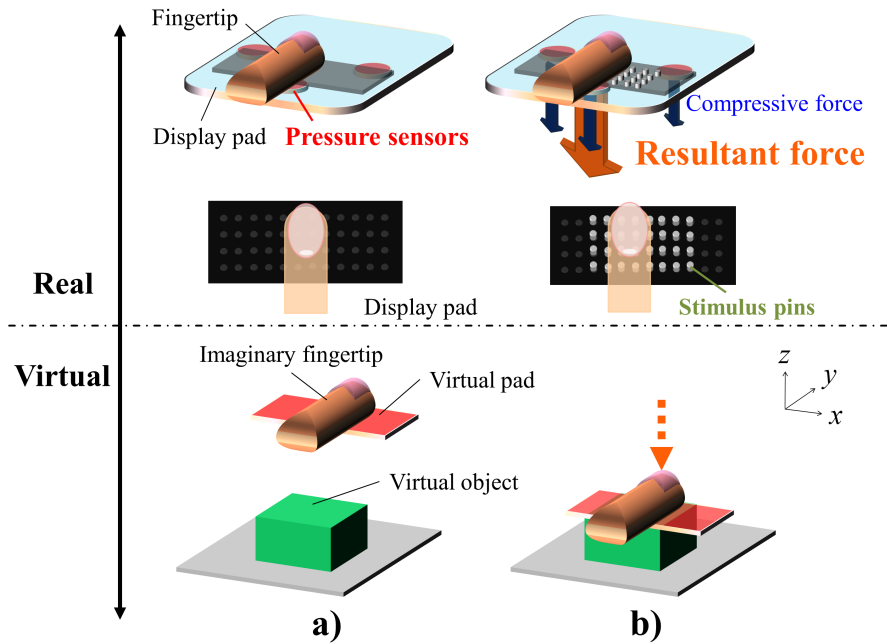 Fingertip
Display pad
Pressure sensors
Compressive force
Resultant force
Real
Display pad
Stimulus pins
Virtual
Imaginary fingertip
Virtual pad
Virtual object
z
y
x
a)
b)